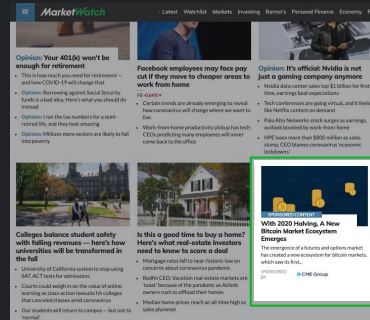 MarketWatch
Latest Watchlist Markets Investing Barron's Personal Finance Economy
Opinion: Your 401(k) won't be
enough for retirement
• This is how much you need for retirement —
and how COVID-19 will change that
• Opinion: Borrowing against Social Security
funds is a bad idea. Here's what you should do
instead
• Opinion: I ran the tax numbers for a semi-
retired life, and they look amazing
• Opinion: Millions more seniors are likely to fall
into poverty
Facebook employees may face pay
cut if they move to cheaper areas to
work from home
FB -0.68%
• Certain trends are already emerging to reveal
how coronavirus will change where we want to
live
• Work-from-home productivity pickup has tech
CEOs predicting many employees will never
come back to the office
Opinion: It's official: Nvidia is not
just a gaming company anymore
• Nvidia data-center sales top $1 billion for first
time, earnings beat expectations
• Tech conferences are going virtual, and it feels
like Netflix content on demand
• Palo Alto Networks stock surges as earnings,
outlook boosted by work-from-home
• HPE loses more than $800 million as sales
slump, CEO blames coronavirus 'economic
lockdowns'
Colleges balance student safety
with falling revenues — here's how
universities will be transformed in
the fall
• University of California system to stop using
SAT, ACT tests for admissions
• Courts could weigh in on the value of online
learning as class-action lawsuits hit colleges
that canceled classes amid coronavirus
• Our students will return to campus — but not to
'normal'
Is this a good time to buy a home?
Here's what real-estate investors
need to know to score a deal
• Mortgage rates fall to near historic low on
concerns about coronavirus pandemic
• Redfin CEO: Vacation real-estate markets are
'toast' because of the pandemic as Airbnb
owners rush to offload their homes
• Median home prices reach an all-time high as
sales plummet
SPONSORED CONTENT
With 2020 Halving, A New
Bitcoin Market Ecosystem
Emerges
The emergence of a futures and options market
has created a new ecosystem for bitcoin markets,
which saw its first...
SPONSORED
BY
CME Group